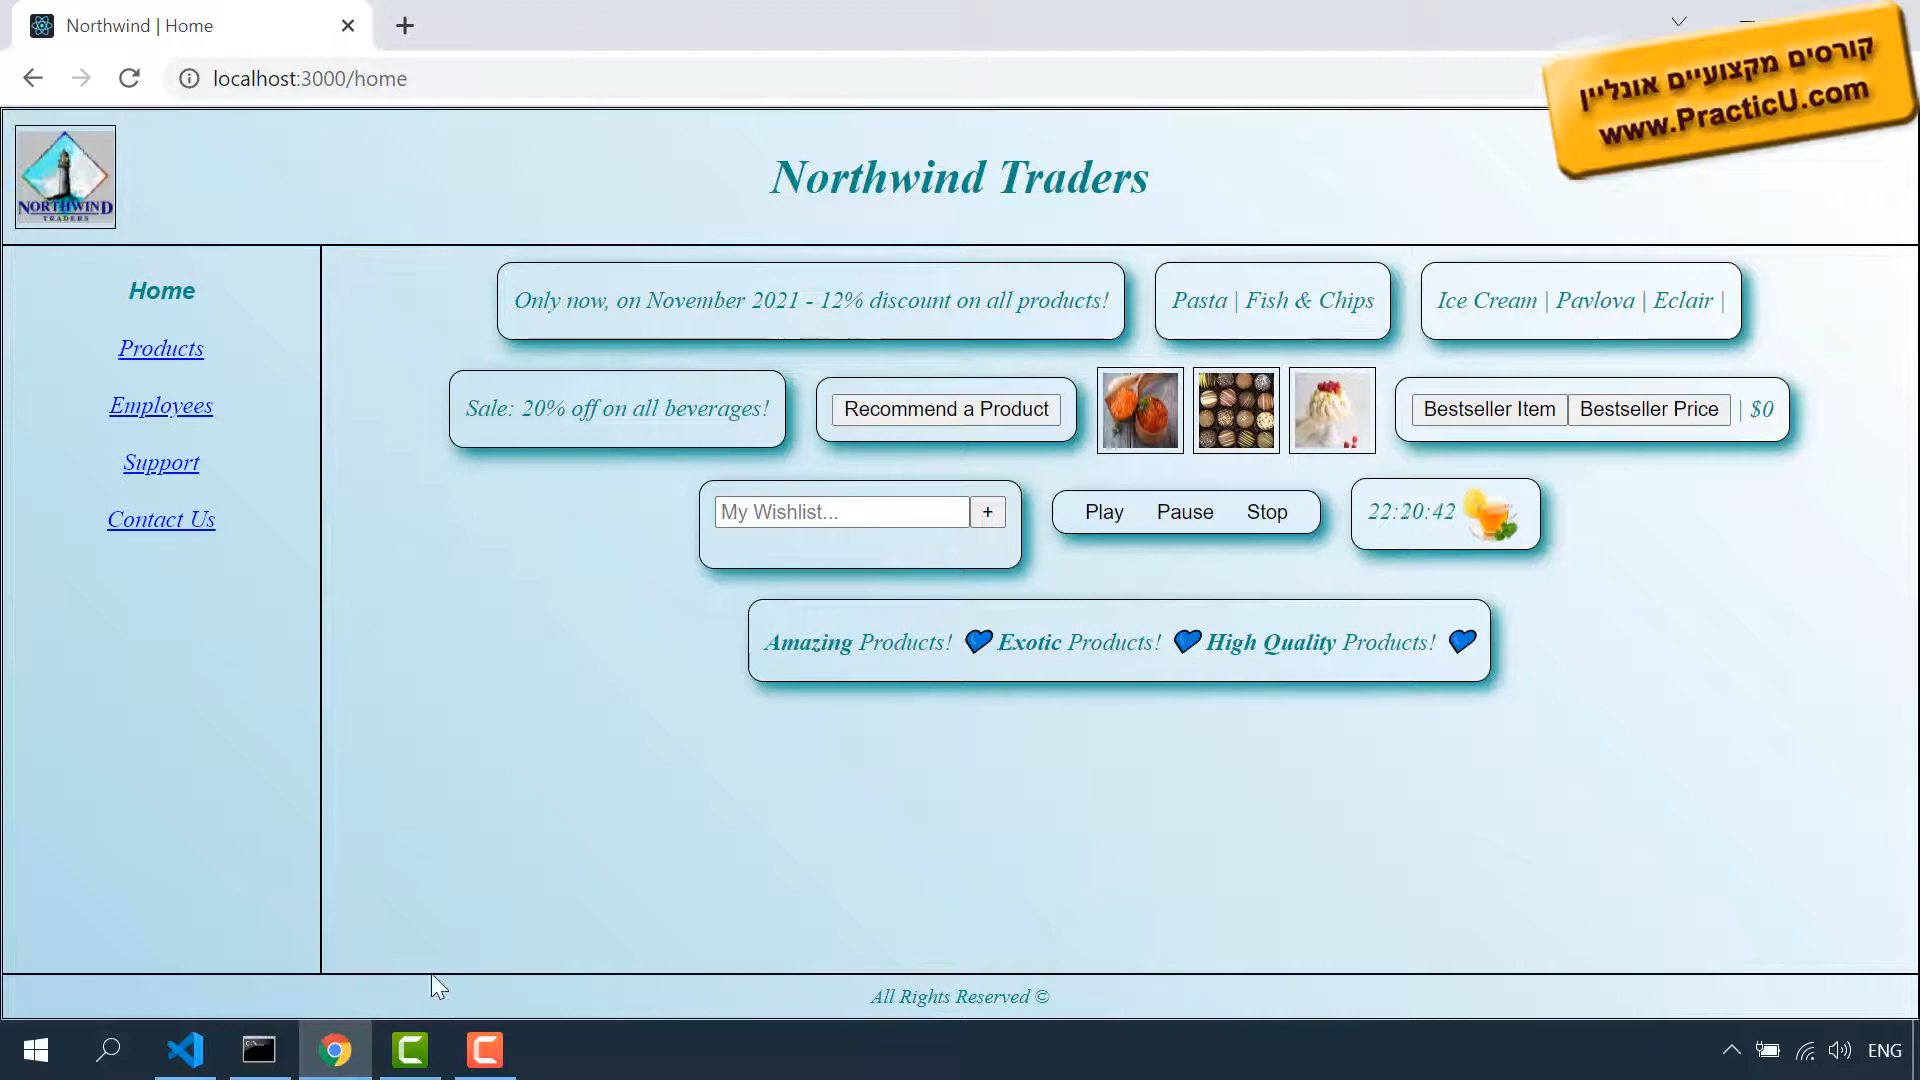 Northwind | Home
localhost:3000/home
קורסים מקצועיים אונליין
www.PracticU.com
NORTHWIND
TRADERS
Northwind Traders
Home
Products
Employees
Support
Contact Us
Only now, on November 2021 - 12% discount on all products!
Pasta | Fish & Chips
Ice Cream | Pavlova | Eclair |
Sale: 20% off on all beverages!
Recommend a Product
Bestseller Item Bestseller Price | $0
My Wishlist... +
Play Pause Stop
22:20:42
Amazing Products! Exotic Products! High Quality Products!
All Rights Reserved ©
ENG